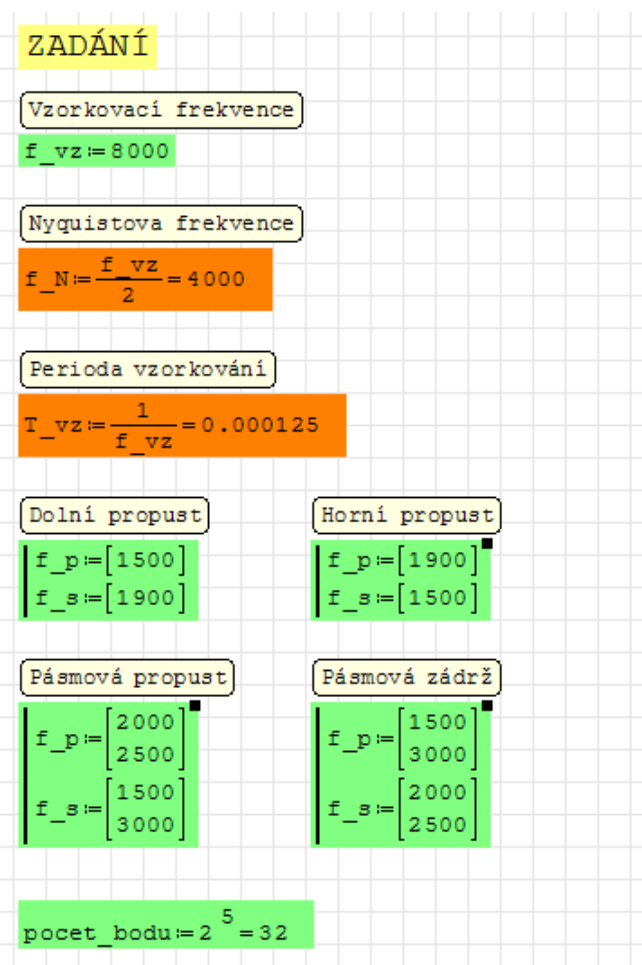 ZADÁNÍ
Vzorkovací frekvence
f_vz:=8000
Nyquistova frekvence
f_N:=f_vz/2=4000
Perioda vzorkování
T_vz:=1/f_vz=0.000125
Dolní propust
f_p:=[1500]
f_s:=[1900]
Horní propust
f_p:=[1900]
f_s:=[1500]
Pásmová propust
f_p:=[2000
2500]
f_s:=[1500
3000]
Pásmová zádrž
f_p:=[1500
3000]
f_s:=[2000
2500]
pocet_bodu:=2^5=32